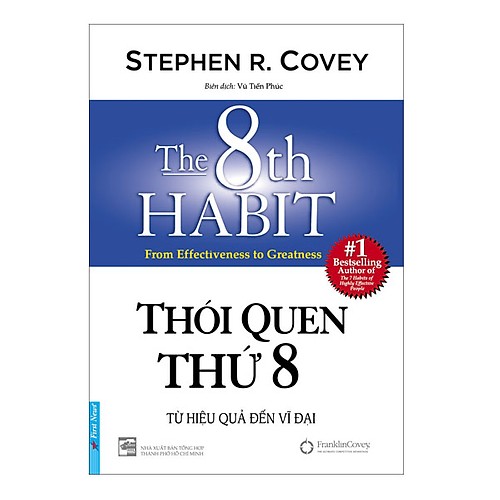 STEPHEN R. COVEY
Biên dịch: Vũ Tiến Phúc
The 8th
HABIT
From Effectiveness to Greatness
#1
Bestselling
Author of
The 7 Habits of
Highly Effective
People
THÓI QUEN
THỨ 8
TỪ HIỆU QUẢ ĐẾN VĨ ĐẠI
First News
NHÀ XUẤT BẢN TỔNG HỢP
THÀNH PHỐ HỒ CHÍ MINH
FranklinCovey